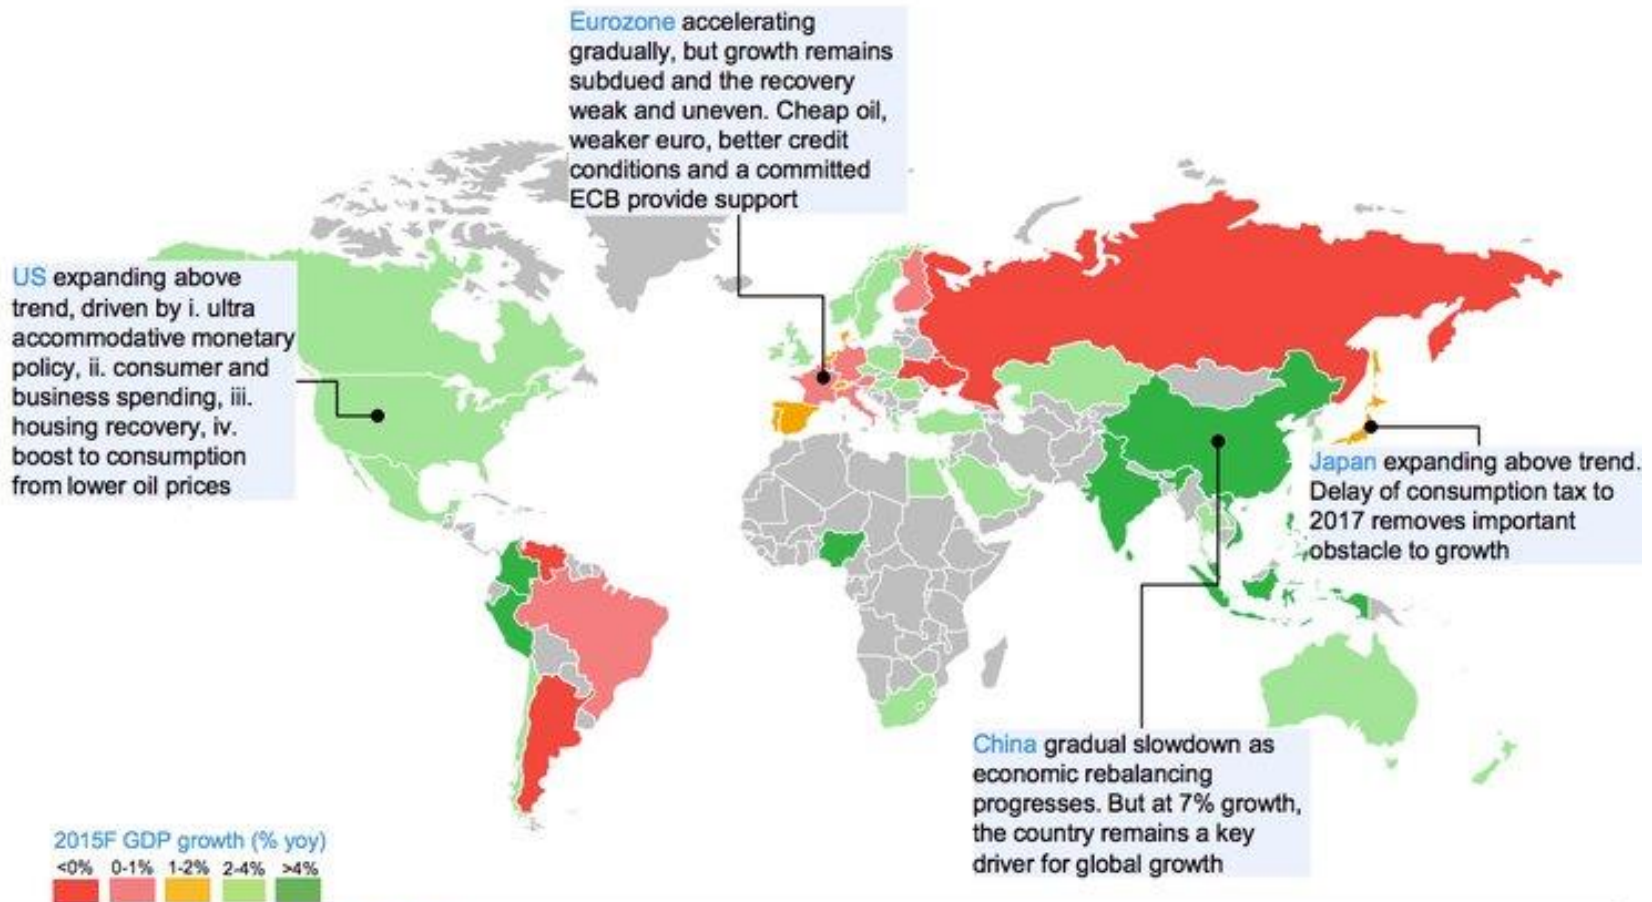 Eurozone accelerating
gradually, but growth remains
subdued and the recovery
weak and uneven. Cheap oil,
weaker euro, better credit
conditions and a committed
ECB provide support
US expanding above
trend, driven by i. ultra
accommodative monetary
policy, ii. consumer and
business spending, iii.
housing recovery, iv.
boost to consumption
from lower oil prices
Japan expanding above trend.
Delay of consumption tax to
2017 removes important
obstacle to growth
China gradual slowdown as
economic rebalancing
progresses. But at 7% growth,
the country remains a key
driver for global growth
2015F GDP growth (% yoy)
<0% 0-1% 1-2% 2-4% >4%